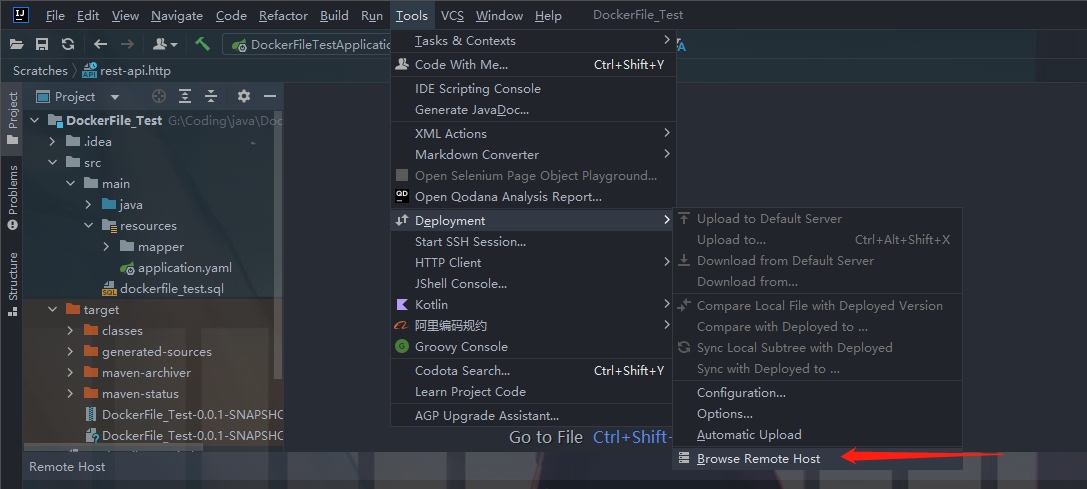 File Edit View Navigate Code Refactor Build Run Tools VCS Window Help DockerFile_Test
DockerFileTestApplicatio
Scratches rest-api.http
Project
Project
DockerFile_Test G:\Coding\java\Doc
.idea
src
main
java
resources
mapper
application.yaml
dockerfile_test.sql
target
classes
generated-sources
maven-archiver
maven-status
DockerFile_Test-0.0.1-SNAPSHO
DockerFile_Test-0.0.1-SNAPSHO
Problems
Structure
Tasks & Contexts
Code With Me... Ctrl+Shift+Y
IDE Scripting Console
Generate JavaDoc...
XML Actions
Markdown Converter
Open Selenium Page Object Playground...
QD Open Qodana Analysis Report...
Deployment
Start SSH Session...
HTTP Client
JShell Console...
Kotlin
阿里编码规约
Groovy Console
Codota Search... Ctrl+Shift+Y
Learn Project Code
AGP Upgrade Assistant...
Upload to Default Server
Upload to... Ctrl+Alt+Shift+X
Download from Default Server
Download from...
Compare Local File with Deployed Version
Compare with Deployed to ...
Sync Local Subtree with Deployed
Sync with Deployed to ...
Configuration...
Options...
Automatic Upload
Browse Remote Host
Go to File Ctrl+Shift+
Remote Host